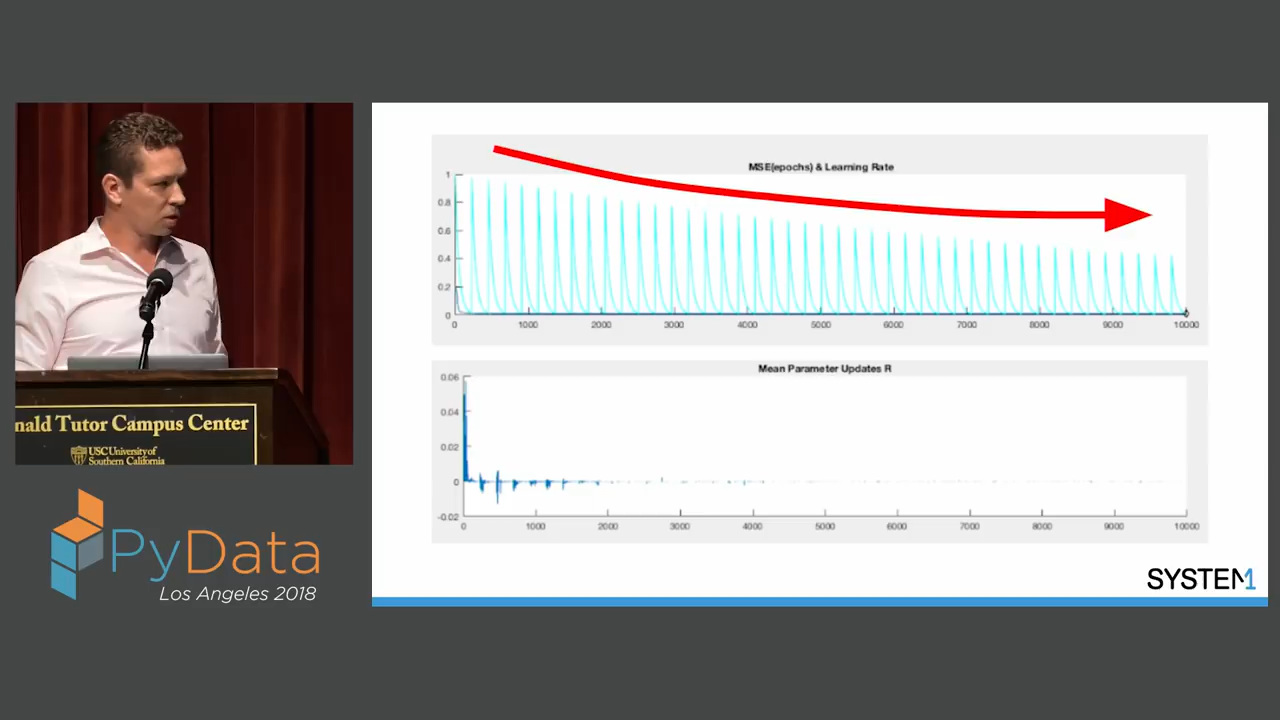 nald Tutor Campus Center
USC University of
Southern California
PyData
Los Angeles 2018
MSE(epochs) & Learning Rate
1
0.8
0.6
0.4
0.2
0
0 1000 2000 3000 4000 5000 6000 7000 8000 9000 10000
Mean Parameter Updates R
0.06
0.04
0.02
0
-0.02
0 1000 2000 3000 4000 5000 6000 7000 8000 9000 10000
SYSTEM1